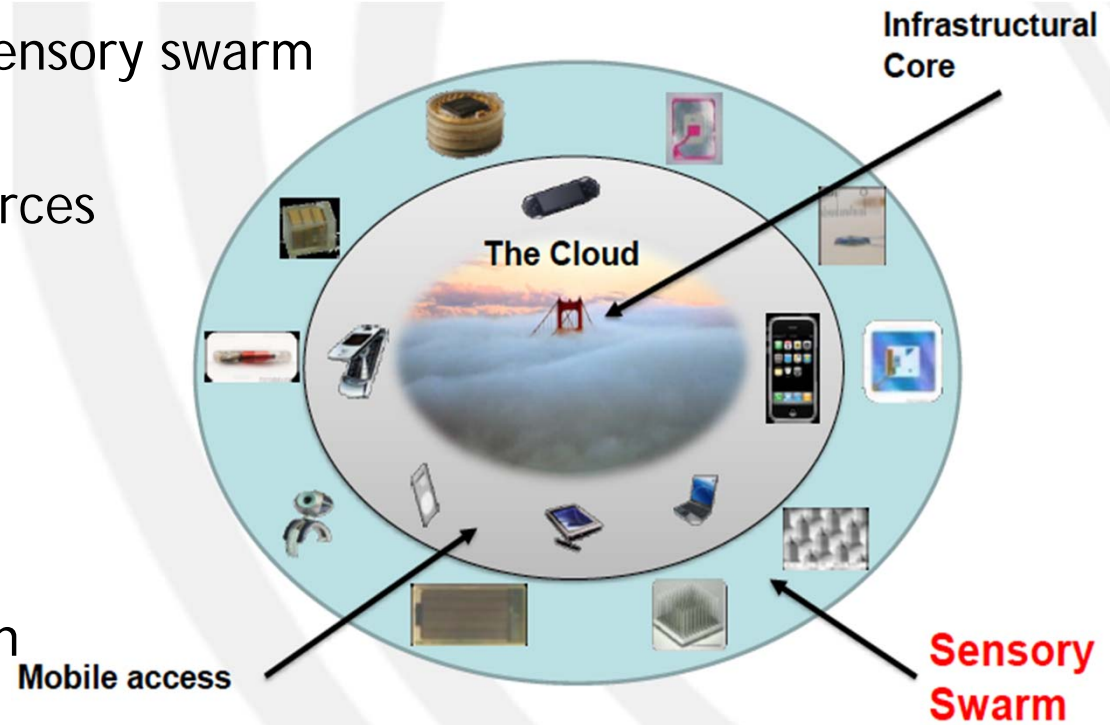 ensory swarm
rces
n
Infrastructural
Core
The Cloud
Mobile access
Sensory
Swarm